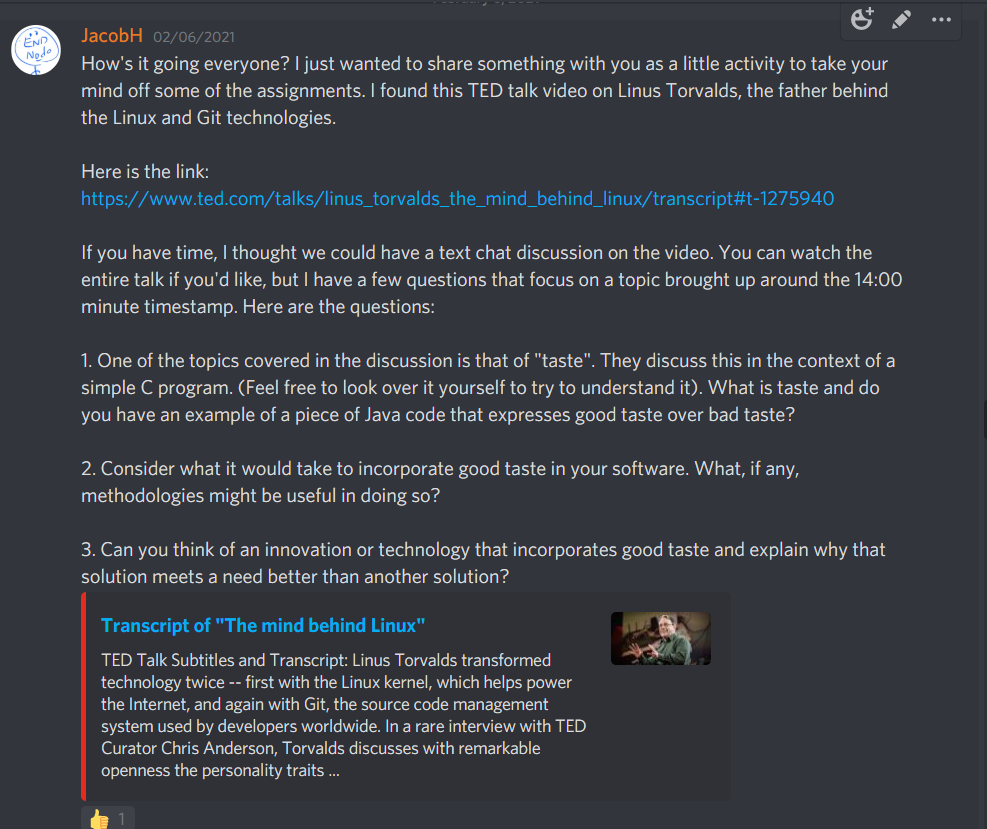 JacobH 02/06/2021
How's it going everyone? I just wanted to share something with you as a little activity to take your
mind off some of the assignments. I found this TED talk video on Linus Torvalds, the father behind
the Linux and Git technologies.
Here is the link:
https://www.ted.com/talks/linus_torvalds_the_mind_behind_linux/transcript#t-1275940
If you have time, I thought we could have a text chat discussion on the video. You can watch the
entire talk if you'd like, but I have a few questions that focus on a topic brought up around the 14:00
minute timestamp. Here are the questions:
1. One of the topics covered in the discussion is that of "taste". They discuss this in the context of a
simple C program. (Feel free to look over it yourself to try to understand it). What is taste and do
you have an example of a piece of Java code that expresses good taste over bad taste?
2. Consider what it would take to incorporate good taste in your software. What, if any,
methodologies might be useful in doing so?
3. Can you think of an innovation or technology that incorporates good taste and explain why that
solution meets a need better than another solution?
Transcript of "The mind behind Linux"
TED Talk Subtitles and Transcript: Linus Torvalds transformed
technology twice -- first with the Linux kernel, which helps power
the Internet, and again with Git, the source code management
system used by developers worldwide. In a rare interview with TED
Curator Chris Anderson, Torvalds discusses with remarkable
openness the personality traits ...
1
END
Node